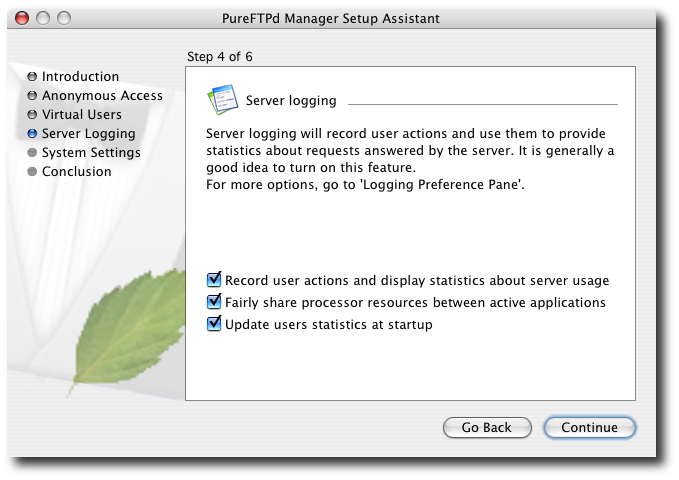 PureFTPd Manager Setup Assistant
Step 4 of 6
Introduction
Anonymous Access
Virtual Users
Server Logging
System Settings
Conclusion
Server logging
Server logging will record user actions and use them to provide
statistics about requests answered by the server. It is generally a
good idea to turn on this feature.
For more options, go to 'Logging Preference Pane'.
Record user actions and display statistics about server usage
Fairly share processor resources between active applications
Update users statistics at startup
Go Back
Continue